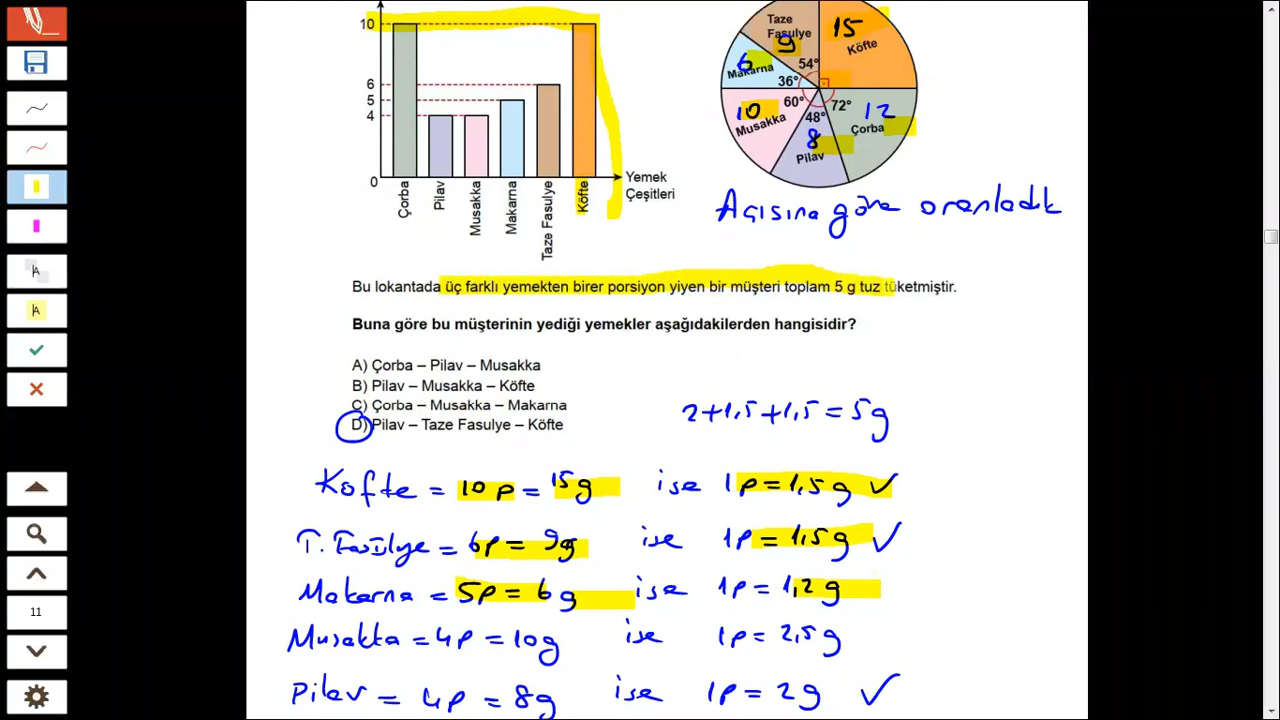 10
6
5
4
0
Çorba
Pilav
Musakka
Makarna
Taze Fasulye
Köfte
Yemek
Çeşitleri
Taze
Fasulye
9
54°
15
Köfte
6
Makarna
36°
10
Musakka
60°
48°
8
Pilav
72°
12
Çorba
Açısına göre oranladık
Bu lokantada üç farklı yemekten birer porsiyon yiyen bir müşteri toplam 5 g tuz tüketmiştir.
Buna göre bu müşterinin yediği yemekler aşağıdakilerden hangisidir?
A) Çorba – Pilav – Musakka
B) Pilav – Musakka – Köfte
C) Çorba – Musakka – Makarna
D) Pilav – Taze Fasulye – Köfte
2+1,5+1,5 = 5g
Köfte = 10 p = 15g ise 1p = 1,5 g ✓
T. Fasülye = 6p = 9g ise 1p = 1,5g ✓
Makarna = 5p = 6g ise 1p = 1,2 g
Musakka = 4p = 10g ise 1p = 2,5g
Pilav = 4p = 8g ise 1p = 2g ✓
A
A
11